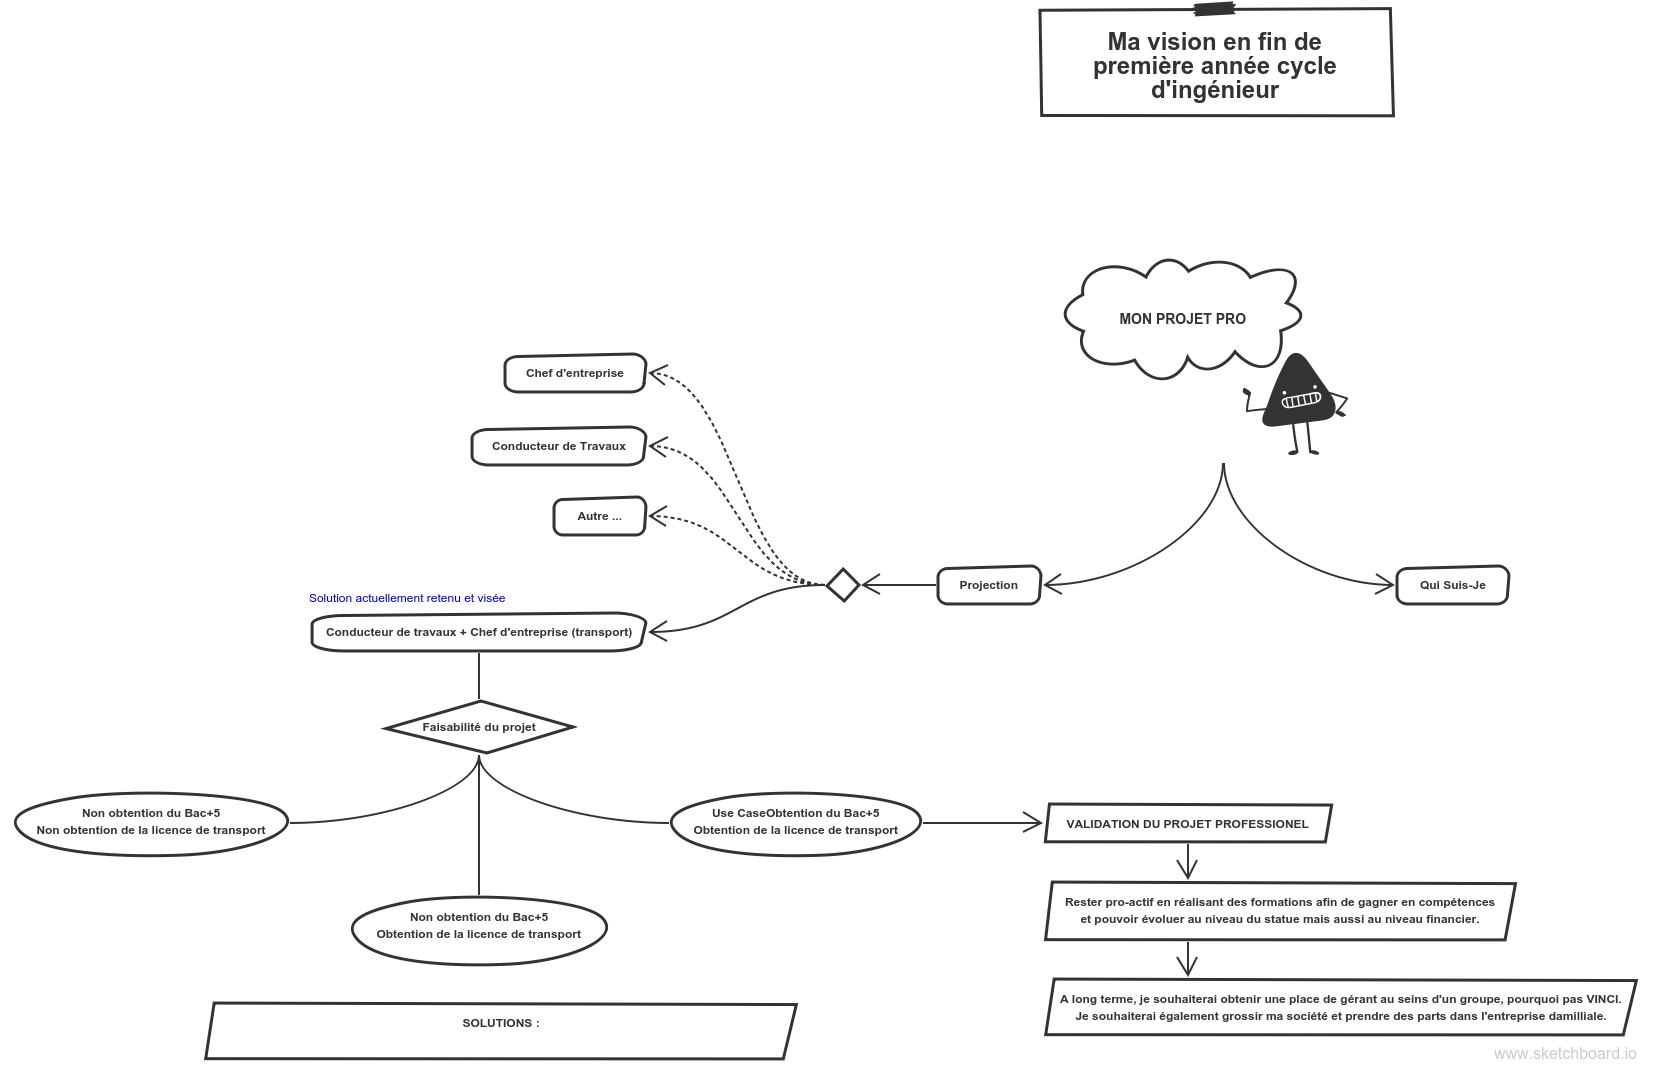 Ma vision en fin de
première année cycle
d'ingénieur
MON PROJET PRO
Chef d'entreprise
Conducteur de Travaux
Autre ...
Projection
Qui Suis-Je
Solution actuellement retenu et visée
Conducteur de travaux + Chef d'entreprise (transport)
Faisabilité du projet
Non obtention du Bac+5
Non obtention de la licence de transport
Use CaseObtention du Bac+5
Obtention de la licence de transport
VALIDATION DU PROJET PROFESSIONEL
Non obtention du Bac+5
Obtention de la licence de transport
Rester pro-actif en réalisant des formations afin de gagner en compétences
et pouvoir évoluer au niveau du statue mais aussi au niveau financier.
A long terme, je souhaiterai obtenir une place de gérant au seins d'un groupe, pourquoi pas VINCI.
Je souhaiterai également grossir ma société et prendre des parts dans l'entreprise damilliale.
SOLUTIONS :
www.sketchboard.io